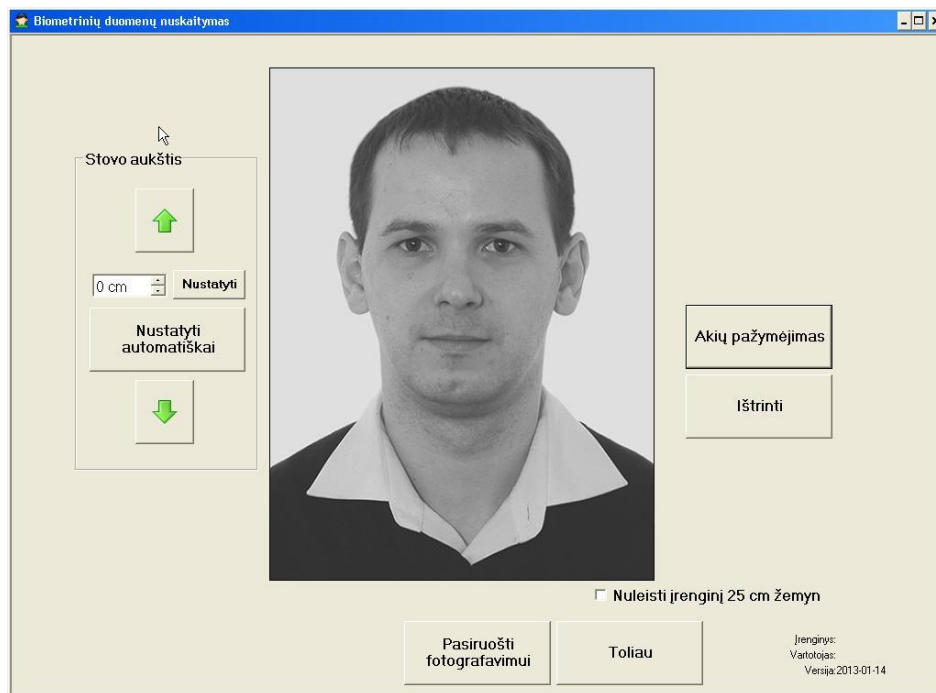 Biometrinių duomenų nuskaitymas
Stovo aukštis
0 cm
Nustatyti
Nustatyti
automatiškai
Akių pažymėjimas
Ištrinti
Nuleisti įrenginį 25 cm žemyn
Pasiruošti
fotografavimui
Toliau
Įrenginys:
Vartotojas:
Versija:2013-01-14